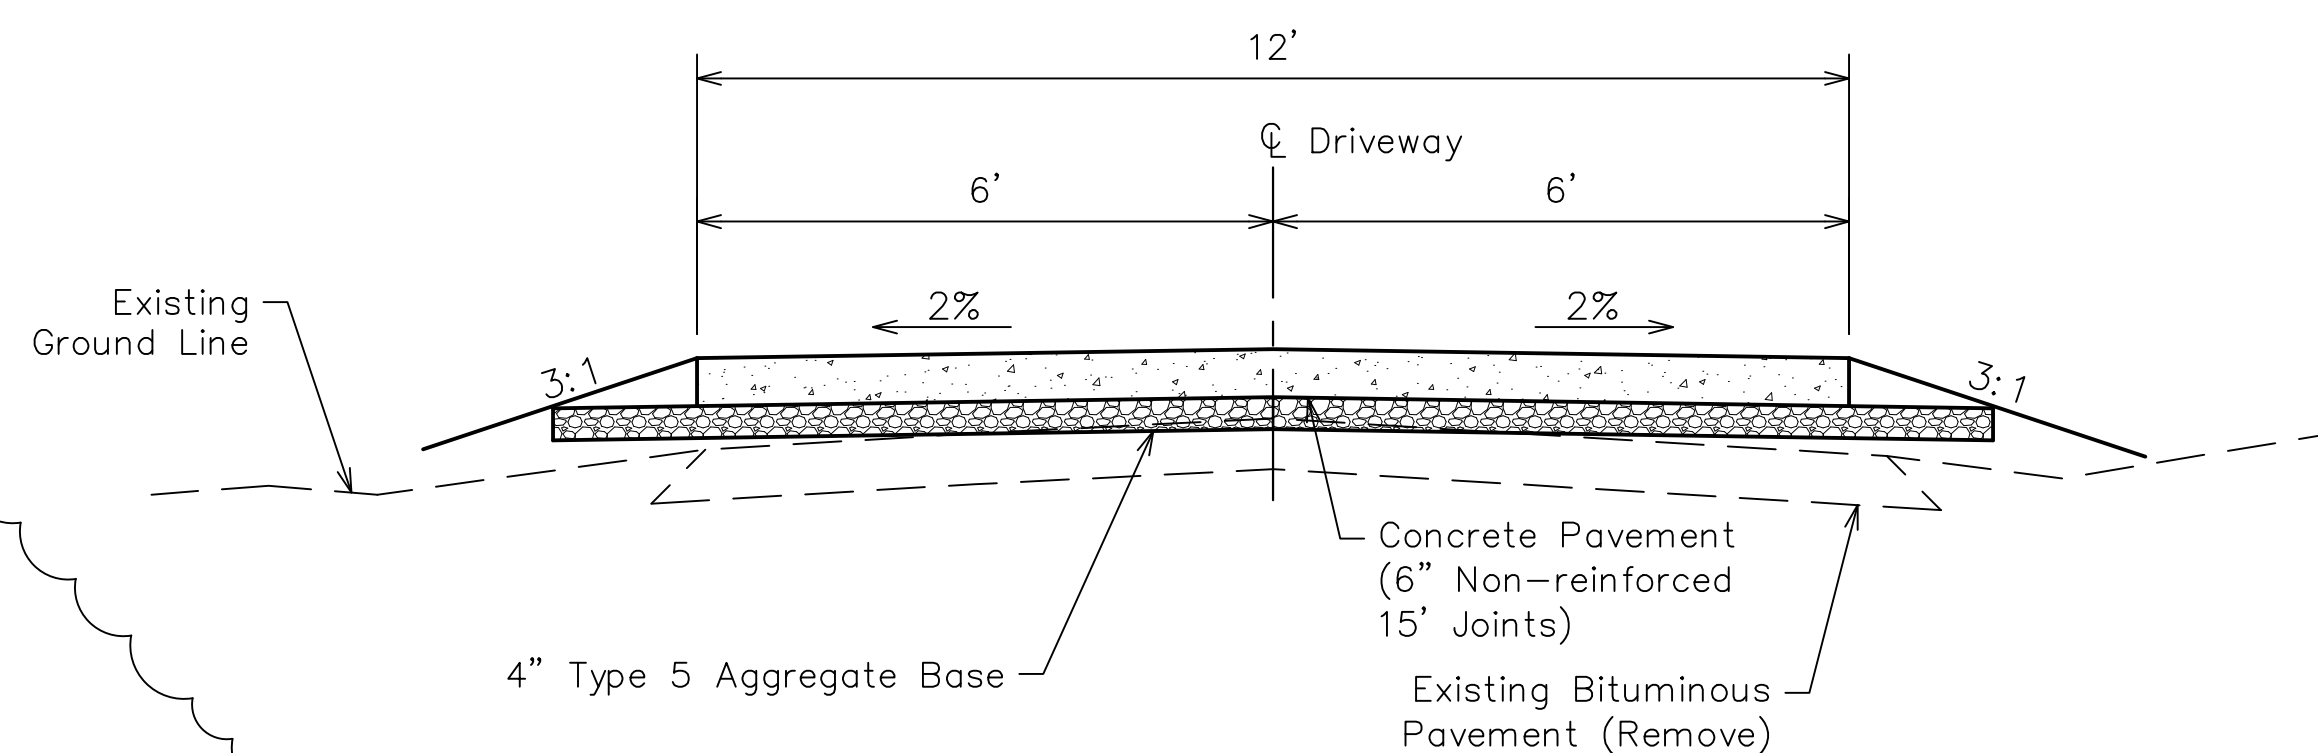 12’
℄ Driveway
6’ 6’
2% 2%
Existing
Ground Line
3:1 3:1
Concrete Pavement
(6” Non-reinforced
15’ Joints)
4” Type 5 Aggregate Base
Existing Bituminous
Pavement (Remove)